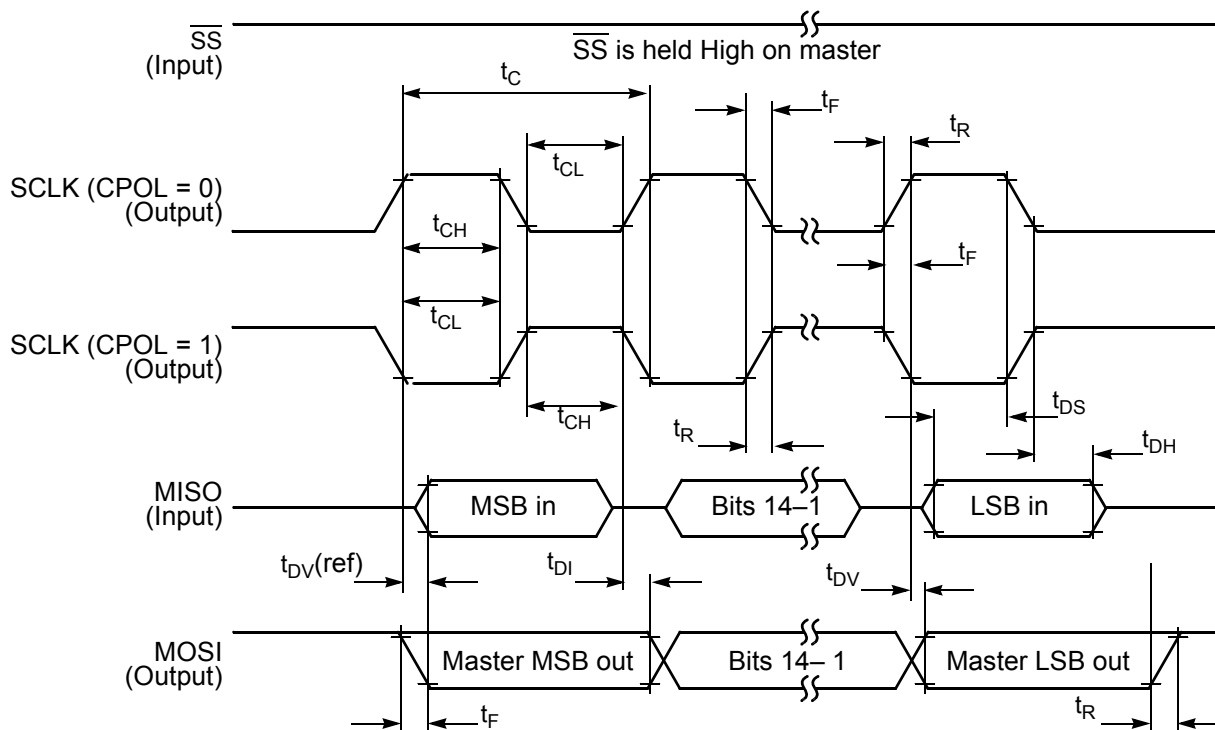 SS
(Input)
SS is held High on master
tC
tF
tR
tCL
SCLK (CPOL = 0)
(Output)
tCH
tF
tCL
SCLK (CPOL = 1)
(Output)
tCH
tDS
tR
tDH
MISO
(Input)
MSB in
Bits 14–1
LSB in
tDV(ref)
tDI
tDV
MOSI
(Output)
Master MSB out
Bits 14– 1
Master LSB out
tF
tR